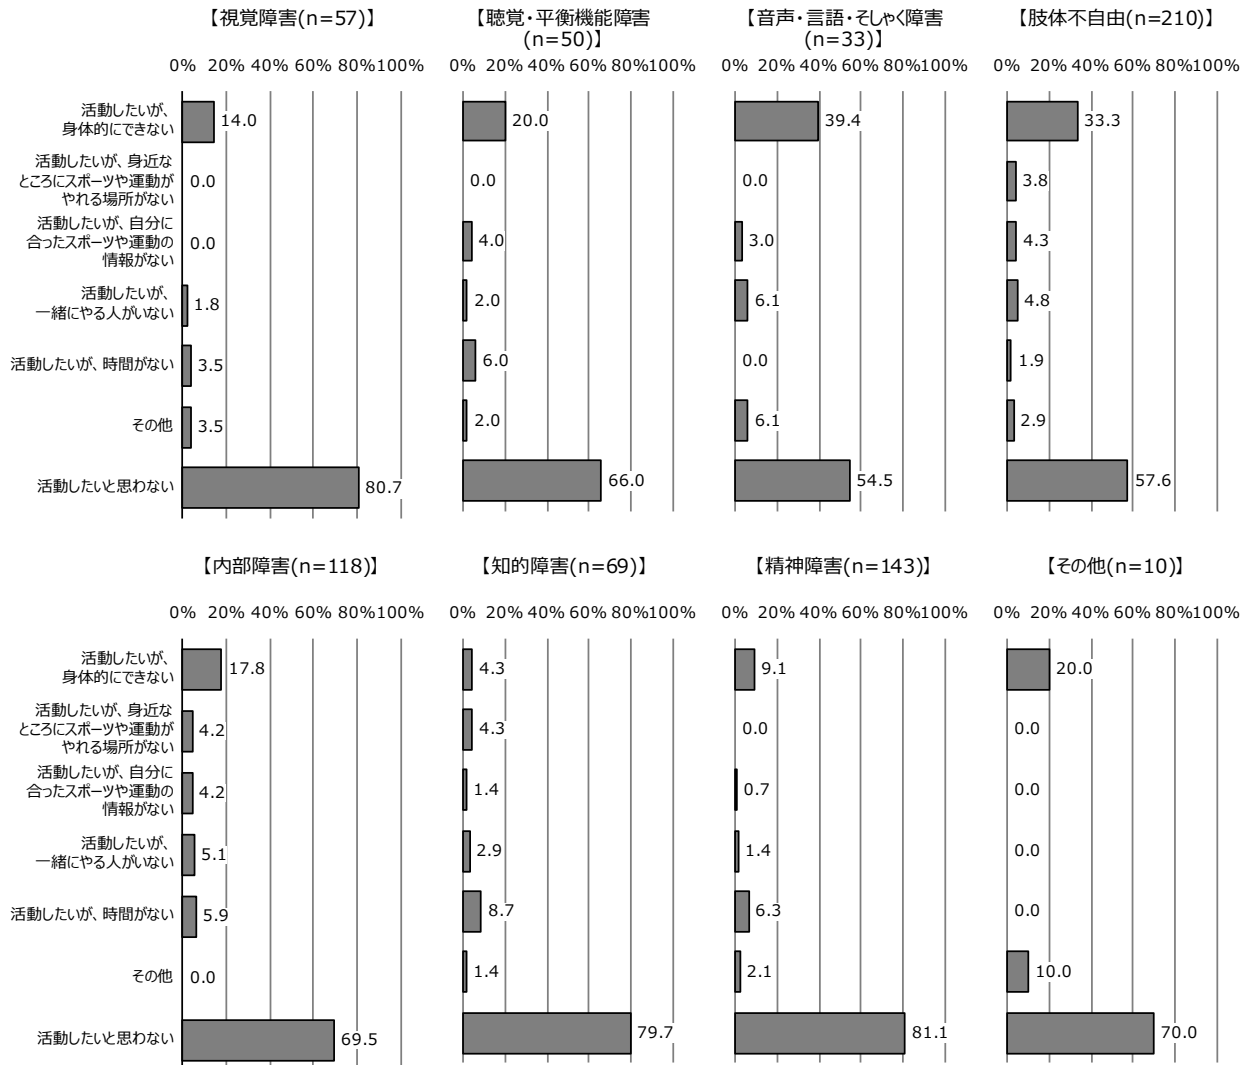 【視覚障害(n=57)】
0% 20% 40% 60% 80%100%
活動したいが、
身体的にできない
14.0
活動したいが、身近な
ところにスポーツや運動が
やれる場所がない
0.0
活動したいが、自分に
合ったスポーツや運動の
情報がない
0.0
活動したいが、
一緒にやる人がいない
1.8
活動したいが、時間がない
3.5
その他
3.5
活動したいと思わない
80.7
【聴覚・平衡機能障害
(n=50)】
0% 20% 40% 60% 80%100%
20.0
0.0
4.0
2.0
6.0
2.0
66.0
【音声・言語・そしゃく障害
(n=33)】
0% 20% 40% 60% 80%100%
39.4
0.0
3.0
6.1
0.0
6.1
54.5
【肢体不自由(n=210)】
0% 20% 40% 60% 80%100%
33.3
3.8
4.3
4.8
1.9
2.9
57.6
【内部障害(n=118)】
0% 20% 40% 60% 80%100%
活動したいが、
身体的にできない
17.8
活動したいが、身近な
ところにスポーツや運動が
やれる場所がない
4.2
活動したいが、自分に
合ったスポーツや運動の
情報がない
4.2
活動したいが、
一緒にやる人がいない
5.1
活動したいが、時間がない
5.9
その他
0.0
活動したいと思わない
69.5
【知的障害(n=69)】
0% 20% 40% 60% 80%100%
4.3
4.3
1.4
2.9
8.7
1.4
79.7
【精神障害(n=143)】
0% 20% 40% 60% 80%100%
9.1
0.0
0.7
1.4
6.3
2.1
81.1
【その他(n=10)】
0% 20% 40% 60% 80%100%
20.0
0.0
0.0
0.0
0.0
10.0
70.0